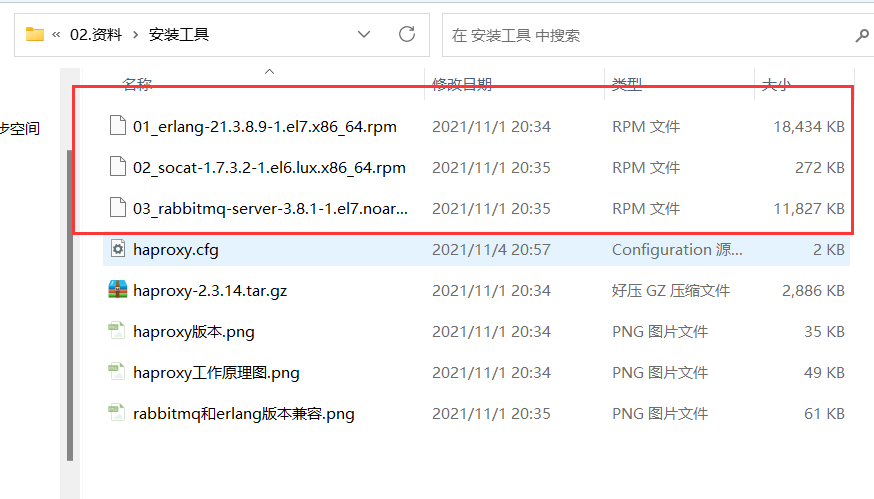 « 02.资料 › 安装工具
在 安装工具 中搜索
名称 修改日期 类型 大小
步空间
01_erlang-21.3.8.9-1.el7.x86_64.rpm 2021/11/1 20:34 RPM 文件 18,434 KB
02_socat-1.7.3.2-1.el6.lux.x86_64.rpm 2021/11/1 20:35 RPM 文件 272 KB
03_rabbitmq-server-3.8.1-1.el7.noar... 2021/11/1 20:35 RPM 文件 11,827 KB
haproxy.cfg 2021/11/4 20:57 Configuration 源... 2 KB
haproxy-2.3.14.tar.gz 2021/11/1 20:34 好压 GZ 压缩文件 2,886 KB
haproxy版本.png 2021/11/1 20:34 PNG 图片文件 35 KB
haproxy工作原理图.png 2021/11/1 20:34 PNG 图片文件 49 KB
rabbitmq和erlang版本兼容.png 2021/11/1 20:35 PNG 图片文件 61 KB